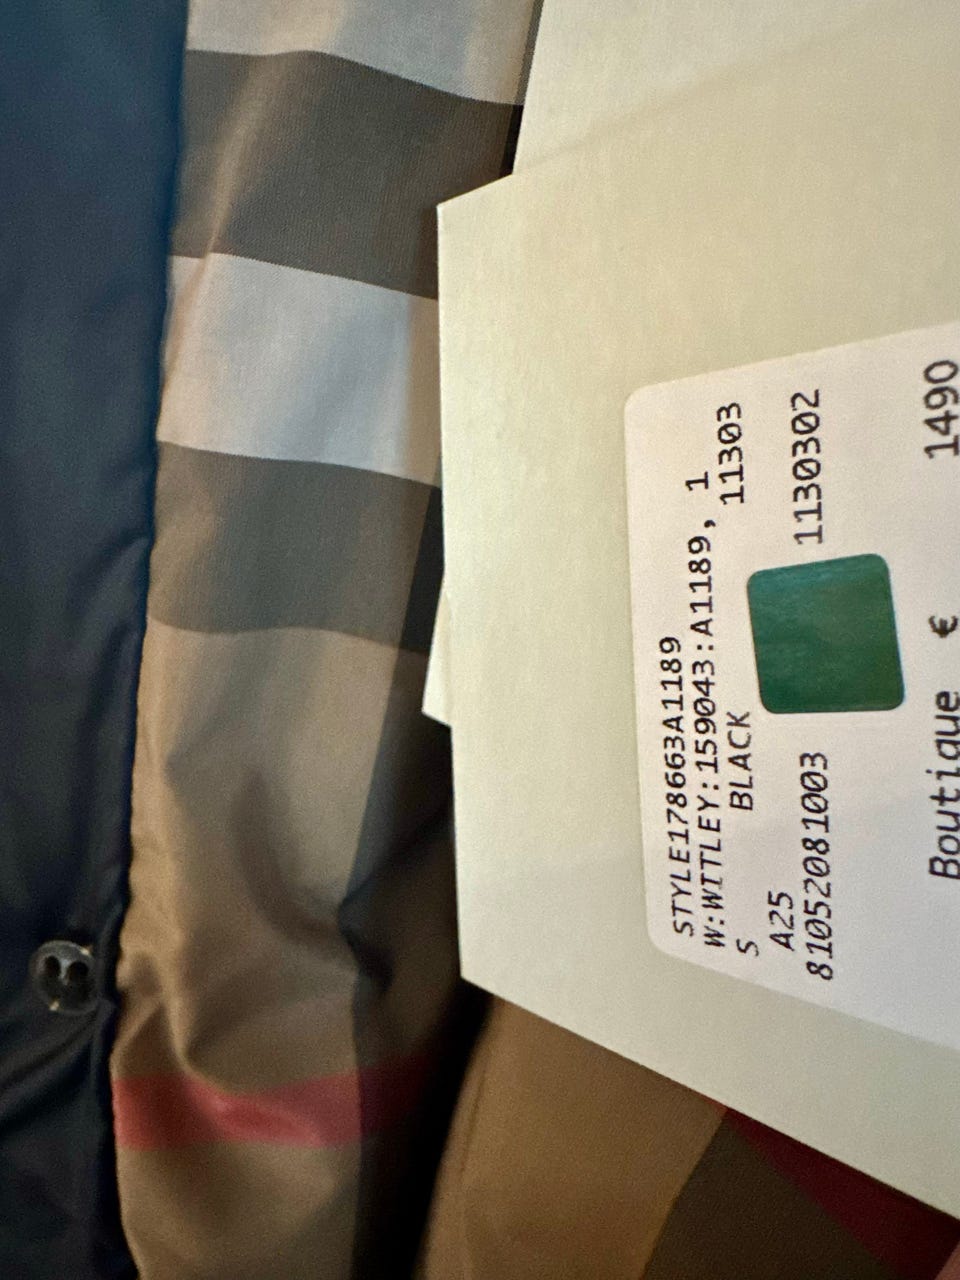 STYLE178663A1189
W:WITLEY:159043:A1189, 1
S BLACK 11303
A25
81052081003 1130302
Boutique € 1490